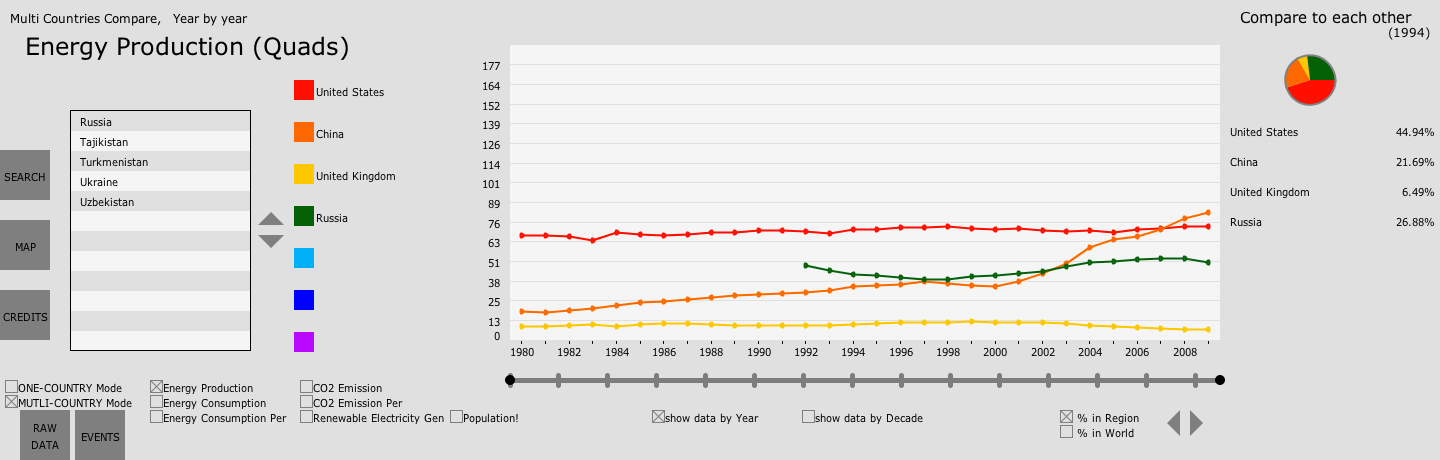 Multi Countries Compare, Year by year
Energy Production (Quads)
Compare to each other
(1994)
Russia
Tajikistan
Turkmenistan
Ukraine
Uzbekistan
SEARCH
MAP
CREDITS
United States
China
United Kingdom
Russia
177
164
152
139
126
114
101
89
76
63
51
38
25
13
0
1980 1982 1984 1986 1988 1990 1992 1994 1996 1998 2000 2002 2004 2006 2008
United States 44.94%
China 21.69%
United Kingdom 6.49%
Russia 26.88%
ONE-COUNTRY Mode
MUTLI-COUNTRY Mode
Energy Production
Energy Consumption
Energy Consumption Per
CO2 Emission
CO2 Emission Per
Renewable Electricity Gen
Population!
show data by Year
show data by Decade
% in Region
% in World
RAW
DATA
EVENTS